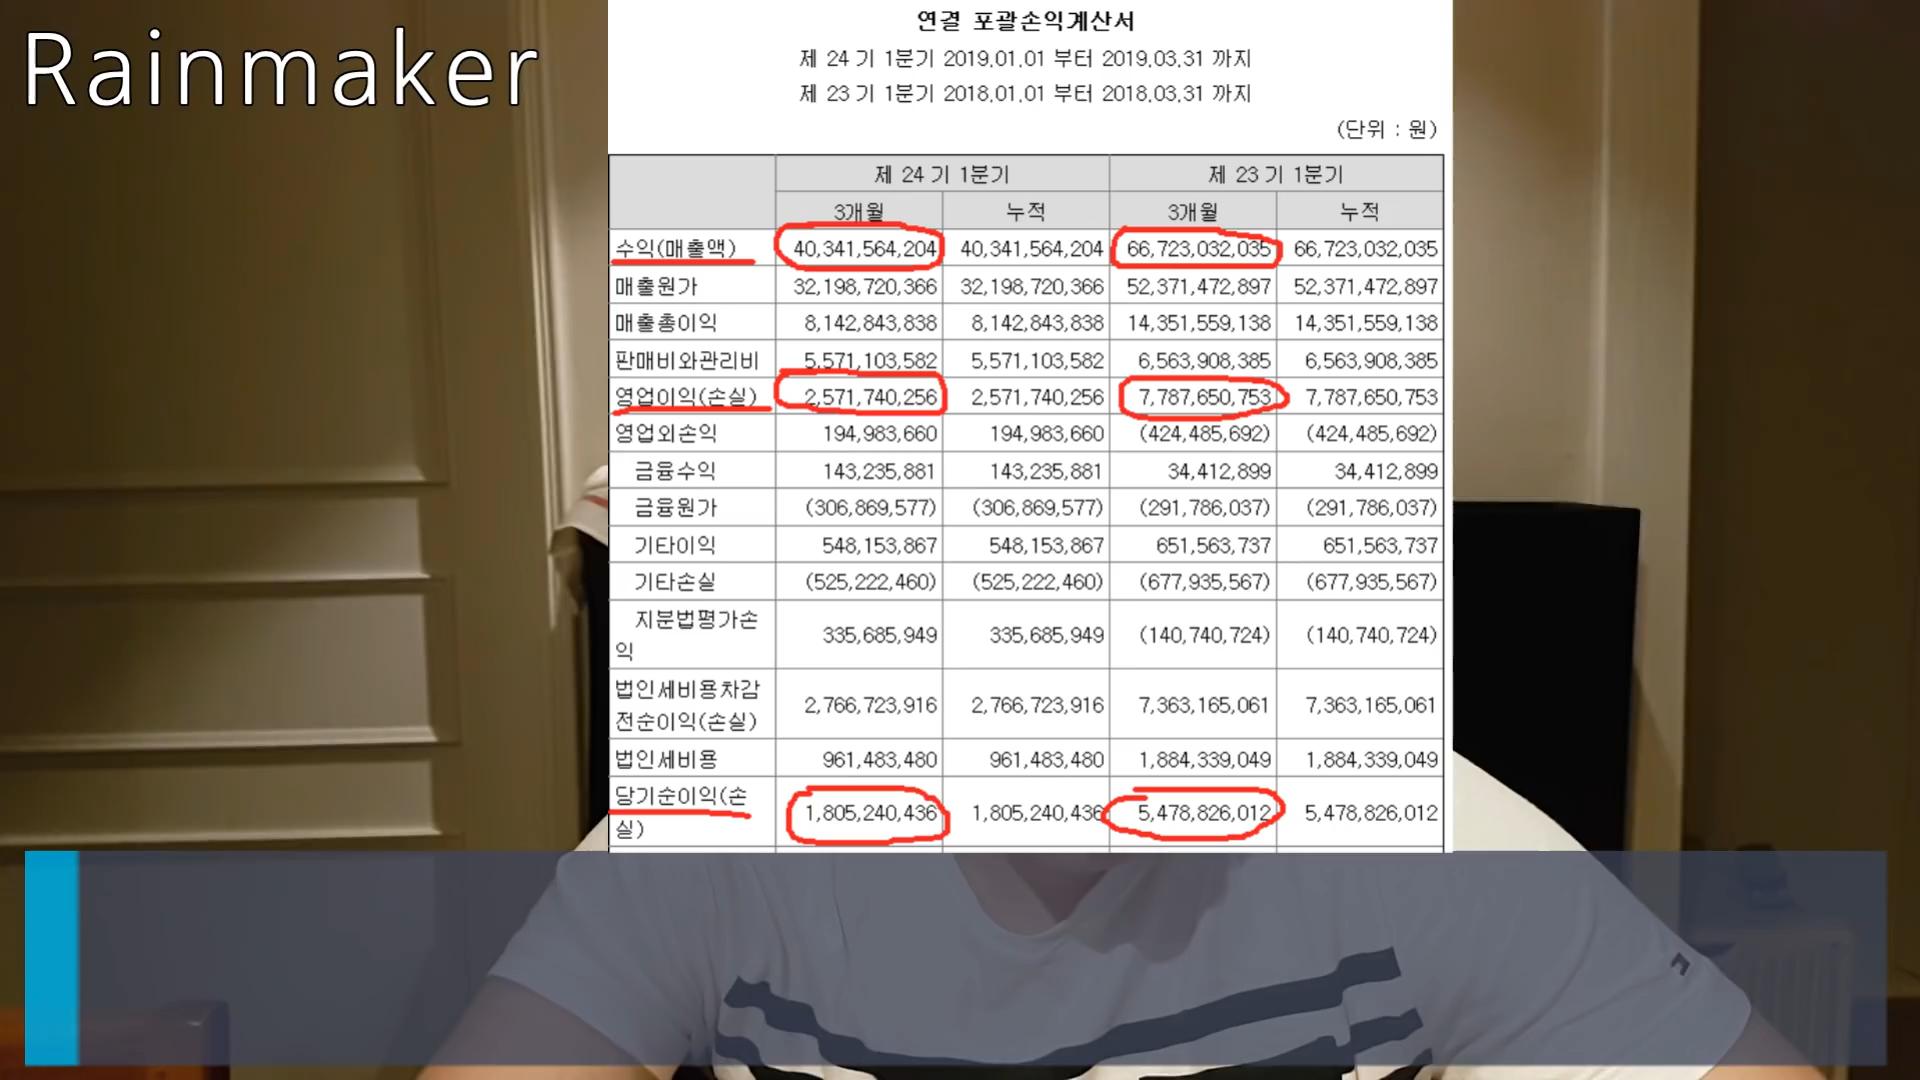 Rainmaker
연결 포괄손익계산서
제 24 기 1분기 2019.01.01 부터 2019.03.31 까지
제 23 기 1분기 2018.01.01 부터 2018.03.31 까지
(단위 : 원)
제 24 기 1분기 제 23 기 1분기
3개월 누적 3개월 누적
수익(매출액) 40,341,564,204 40,341,564,204 66,723,032,035 66,723,032,035
매출원가 32,198,720,366 32,198,720,366 52,371,472,897 52,371,472,897
매출총이익 8,142,843,838 8,142,843,838 14,351,559,138 14,351,559,138
판매비와관리비 5,571,103,582 5,571,103,582 6,563,908,385 6,563,908,385
영업이익(손실) 2,571,740,256 2,571,740,256 7,787,650,753 7,787,650,753
영업외손익 194,983,660 194,983,660 (424,485,692) (424,485,692)
금융수익 143,235,881 143,235,881 34,412,899 34,412,899
금융원가 (306,869,577) (306,869,577) (291,786,037) (291,786,037)
기타이익 548,153,867 548,153,867 651,563,737 651,563,737
기타손실 (525,222,460) (525,222,460) (677,935,567) (677,935,567)
지분법평가손
익 335,685,949 335,685,949 (140,740,724) (140,740,724)
법인세비용차감
전순이익(손실) 2,766,723,916 2,766,723,916 7,363,165,061 7,363,165,061
법인세비용 961,483,480 961,483,480 1,884,339,049 1,884,339,049
당기순이익(손
실) 1,805,240,436 1,805,240,436 5,478,826,012 5,478,826,012